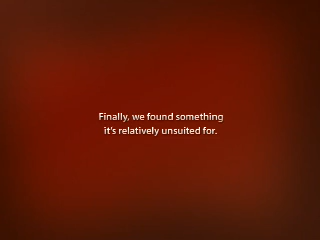 Finally, we found something
it's relatively unsuited for.